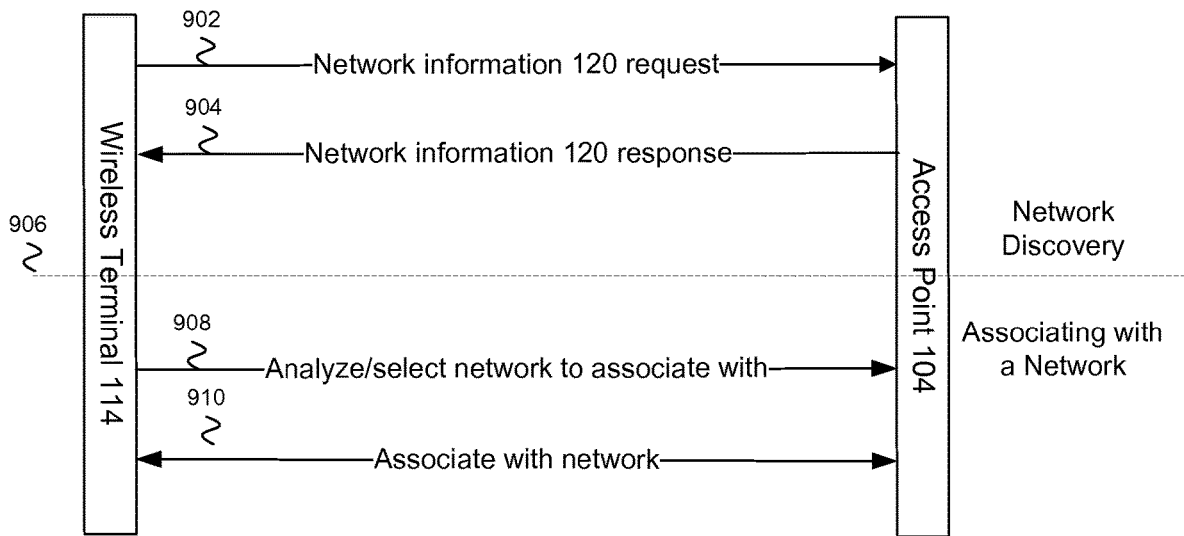 902
Network information 120 request
904
Network information 120 response
Wireless Terminal 114
Access Point 104
906
Network
Discovery
908
Analyze/select network to associate with
Associating with
a Network
910
Associate with network